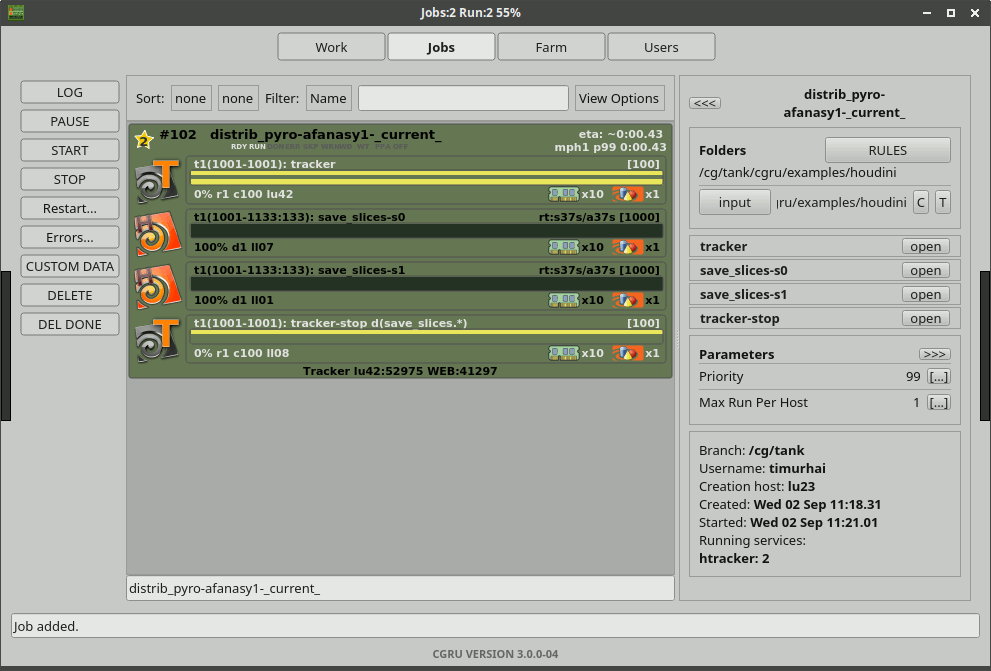 Jobs:2 Run:2 55%
Work
Jobs
Farm
Users
LOG
PAUSE
START
STOP
Restart...
Errors...
CUSTOM DATA
DELETE
DEL DONE
Sort: none none Filter: Name View Options
2 #102 distrib_pyro-afanasy1-_current_ eta: ~0:00.43
RDY RUN DON ERR SKP WRN WND WT PPA OFF mph1 p99 0:00.43
T t1(1001-1001): tracker [100]
0% r1 c100 lu42 x10 x1
t1(1001-1133:133): save_slices-s0 rt:s37s/a37s [1000]
100% d1 ll07 x10 x1
t1(1001-1133:133): save_slices-s1 rt:s37s/a37s [1000]
100% d1 ll01 x10 x1
T t1(1001-1001): tracker-stop d(save_slices.*) [100]
0% r1 c100 ll08 x10 x1
Tracker lu42:52975 WEB:41297
distrib_pyro-afanasy1-_current_
<<< distrib_pyro-
afanasy1-_current_
Folders RULES
/cg/tank/cgru/examples/houdini
input ru/examples/houdini C T
tracker open
save_slices-s0 open
save_slices-s1 open
tracker-stop open
Parameters >>>
Priority 99 [...]
Max Run Per Host 1 [...]
Branch: /cg/tank
Username: timurhai
Creation host: lu23
Created: Wed 02 Sep 11:18.31
Started: Wed 02 Sep 11:21.01
Running services:
htracker: 2
Job added.
CGRU VERSION 3.0.0-04